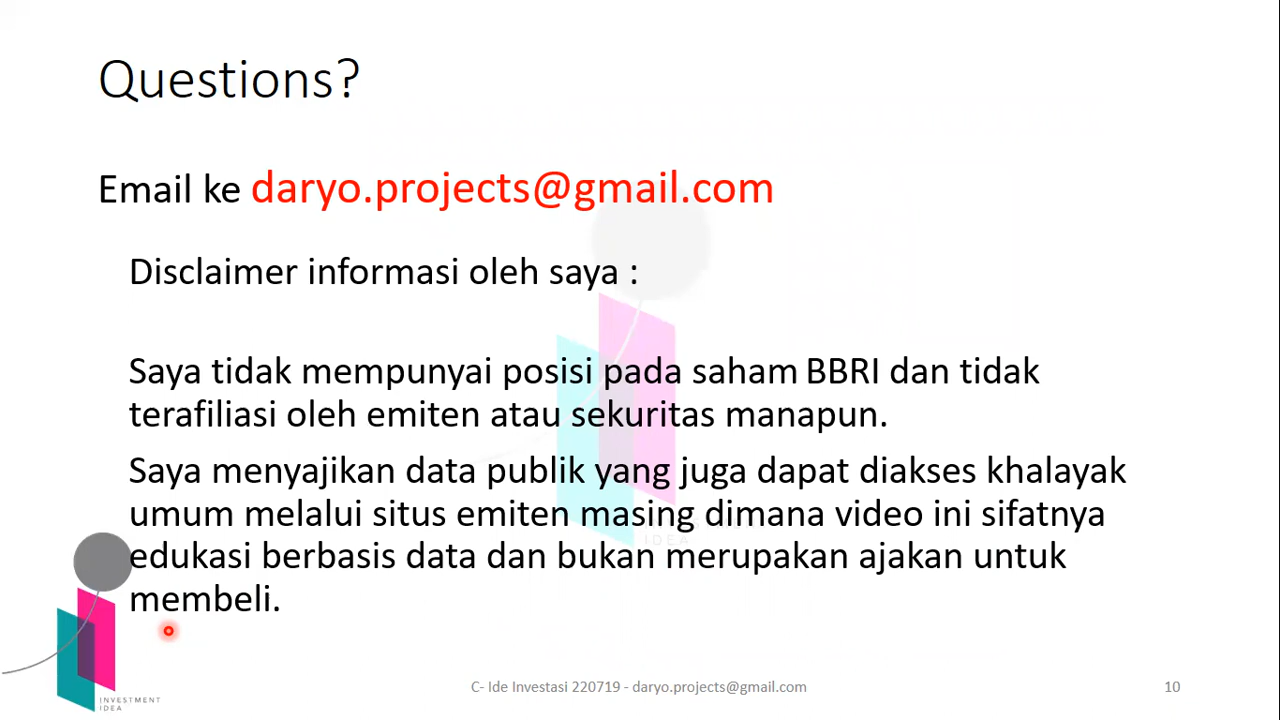 Questions?
Email ke daryo.projects@gmail.com
Disclaimer informasi oleh saya :
Saya tidak mempunyai posisi pada saham BBRI dan tidak
terafiliasi oleh emiten atau sekuritas manapun.
Saya menyajikan data publik yang juga dapat diakses khalayak
umum melalui situs emiten masing dimana video ini sifatnya
edukasi berbasis data dan bukan merupakan ajakan untuk
membeli.
IDEA
INVESTMENT
IDEA
C- Ide Investasi 220719 - daryo.projects@gmail.com
10